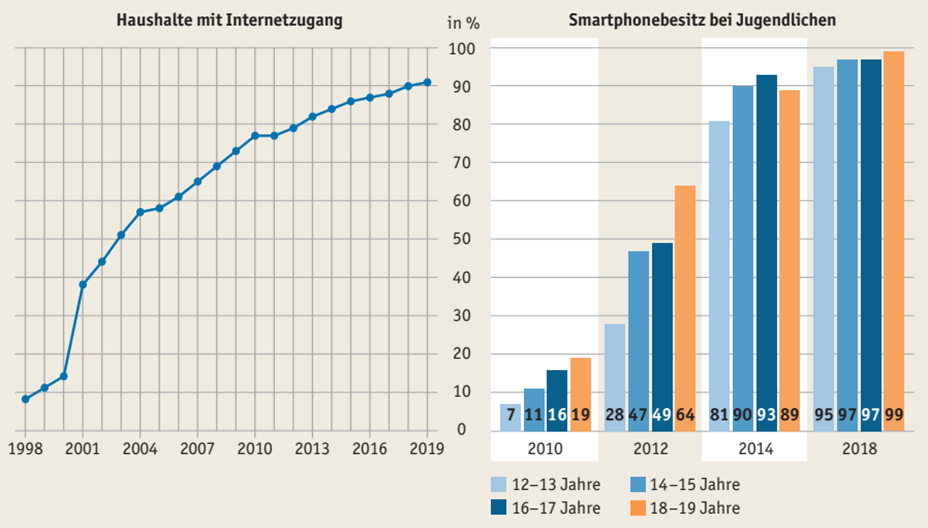 Haushalte mit Internetzugang
in %
Smartphonebesitz bei Jugendlichen
100
90
80
70
60
50
40
30
20
10
0
7 11 16 19 28 47 49 64 81 90 93 89 95 97 97 99
1998 2001 2004 2007 2010 2013 2016 2019
2010 2012 2014 2018
12–13 Jahre 14–15 Jahre
16–17 Jahre 18–19 Jahre